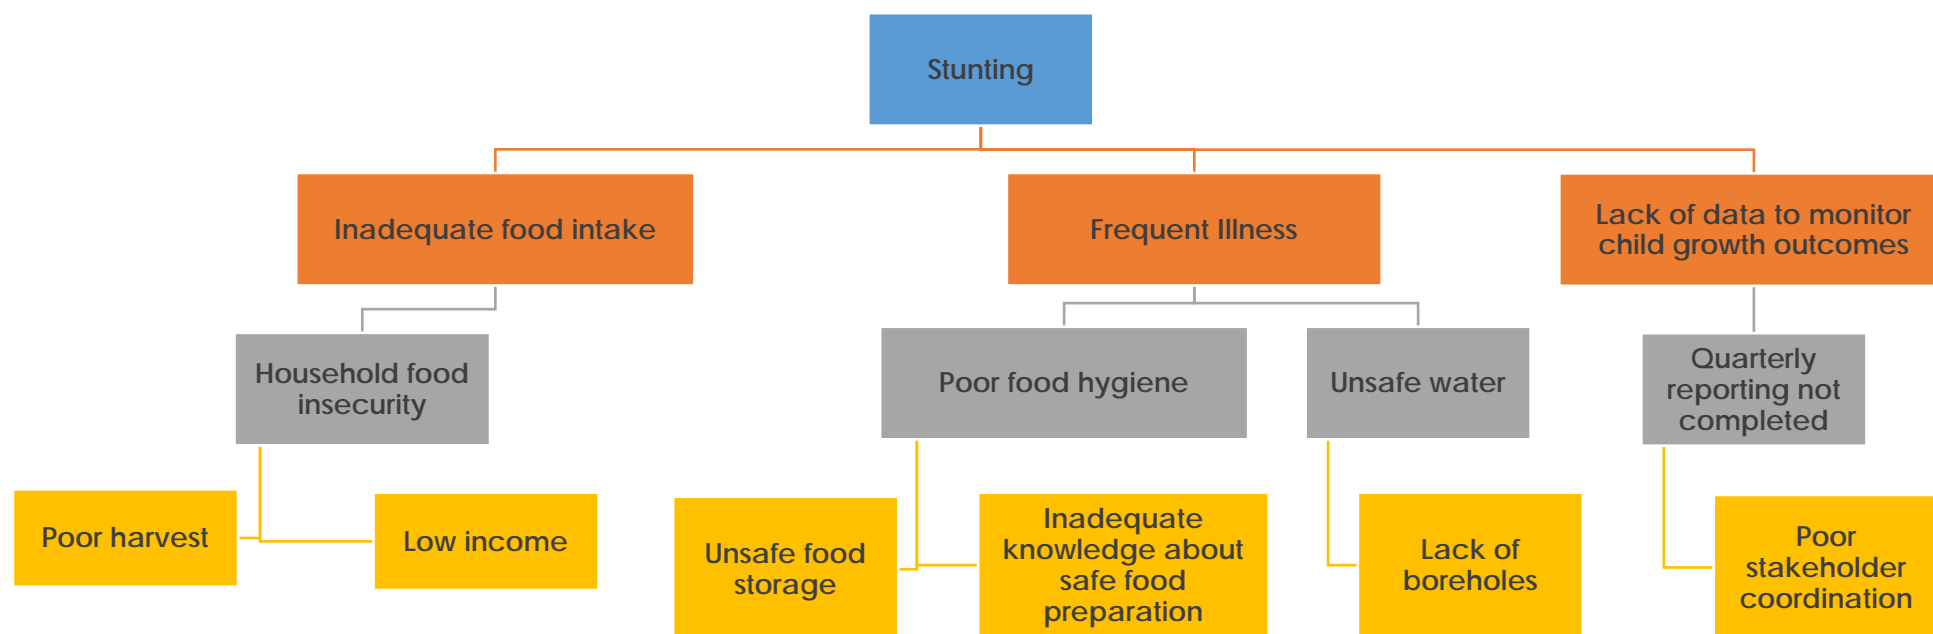 Stunting
Inadequate food intake
Frequent Illness
Lack of data to monitor
child growth outcomes
Household food
insecurity
Poor food hygiene
Unsafe water
Quarterly
reporting not
completed
Poor harvest
Low income
Unsafe food
storage
Inadequate
knowledge about
safe food
preparation
Lack of
boreholes
Poor
stakeholder
coordination